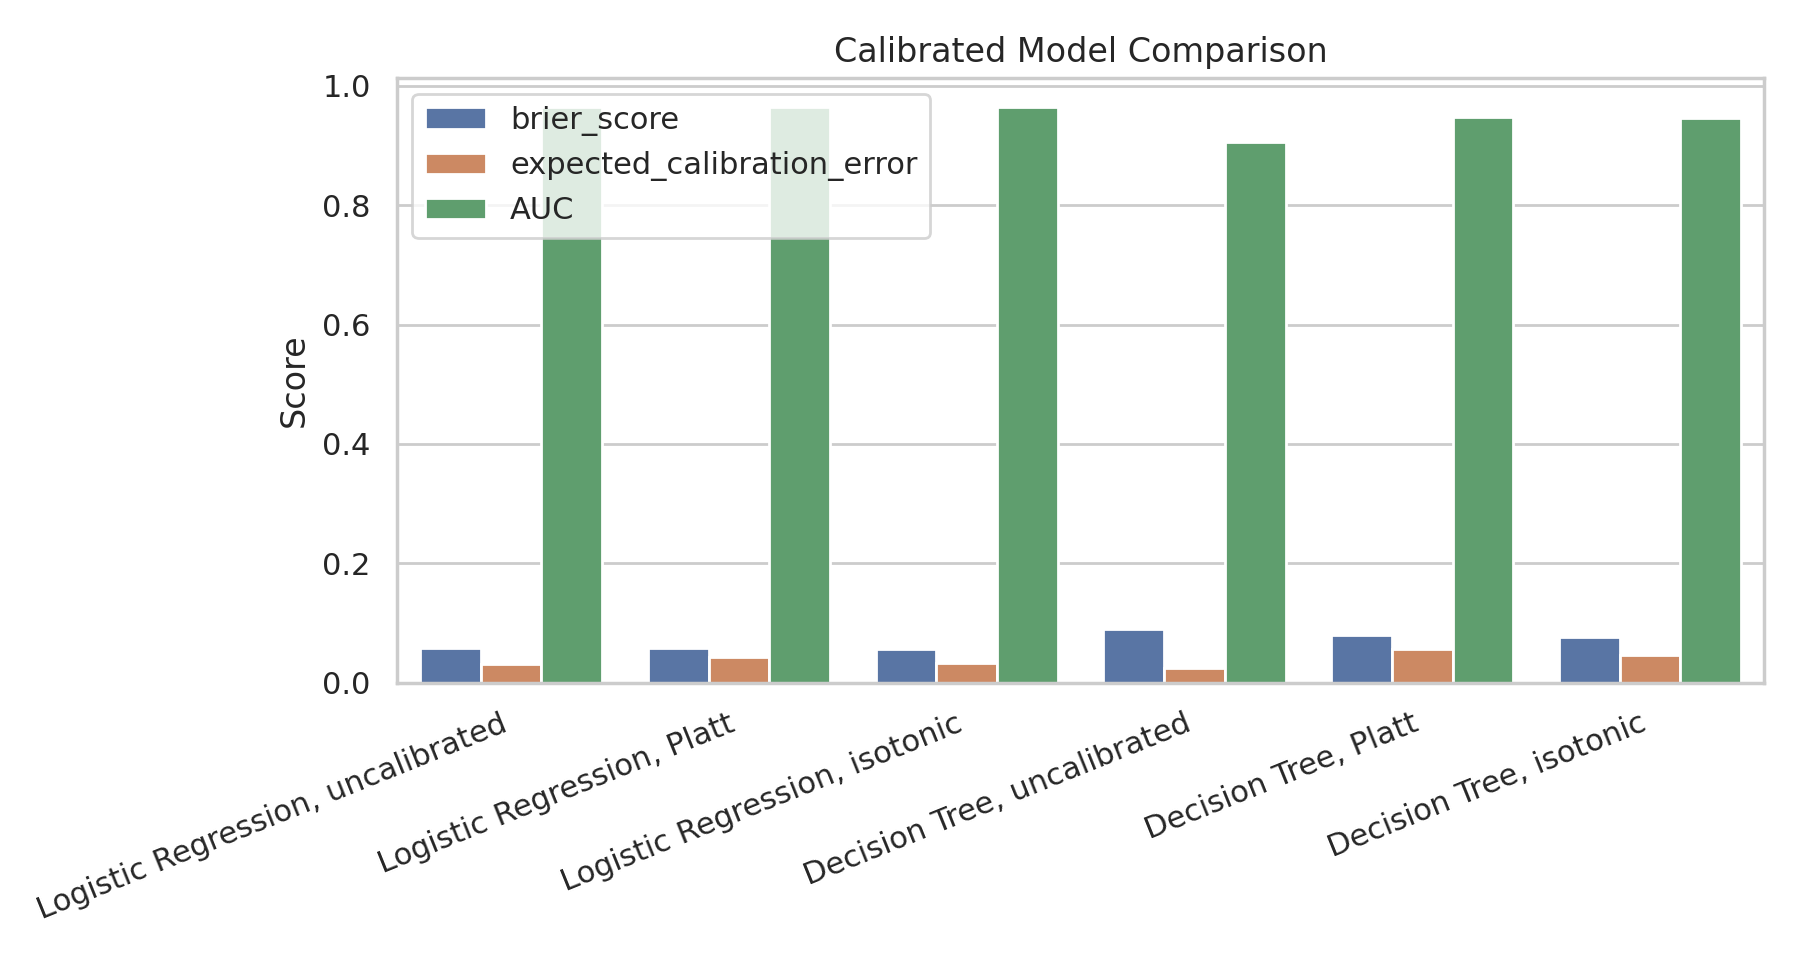 Calibrated Model Comparison
Score
1.0
0.8
0.6
0.4
0.2
0.0
brier_score
expected_calibration_error
AUC
Logistic Regression, uncalibrated
Logistic Regression, Platt
Logistic Regression, isotonic
Decision Tree, uncalibrated
Decision Tree, Platt
Decision Tree, isotonic